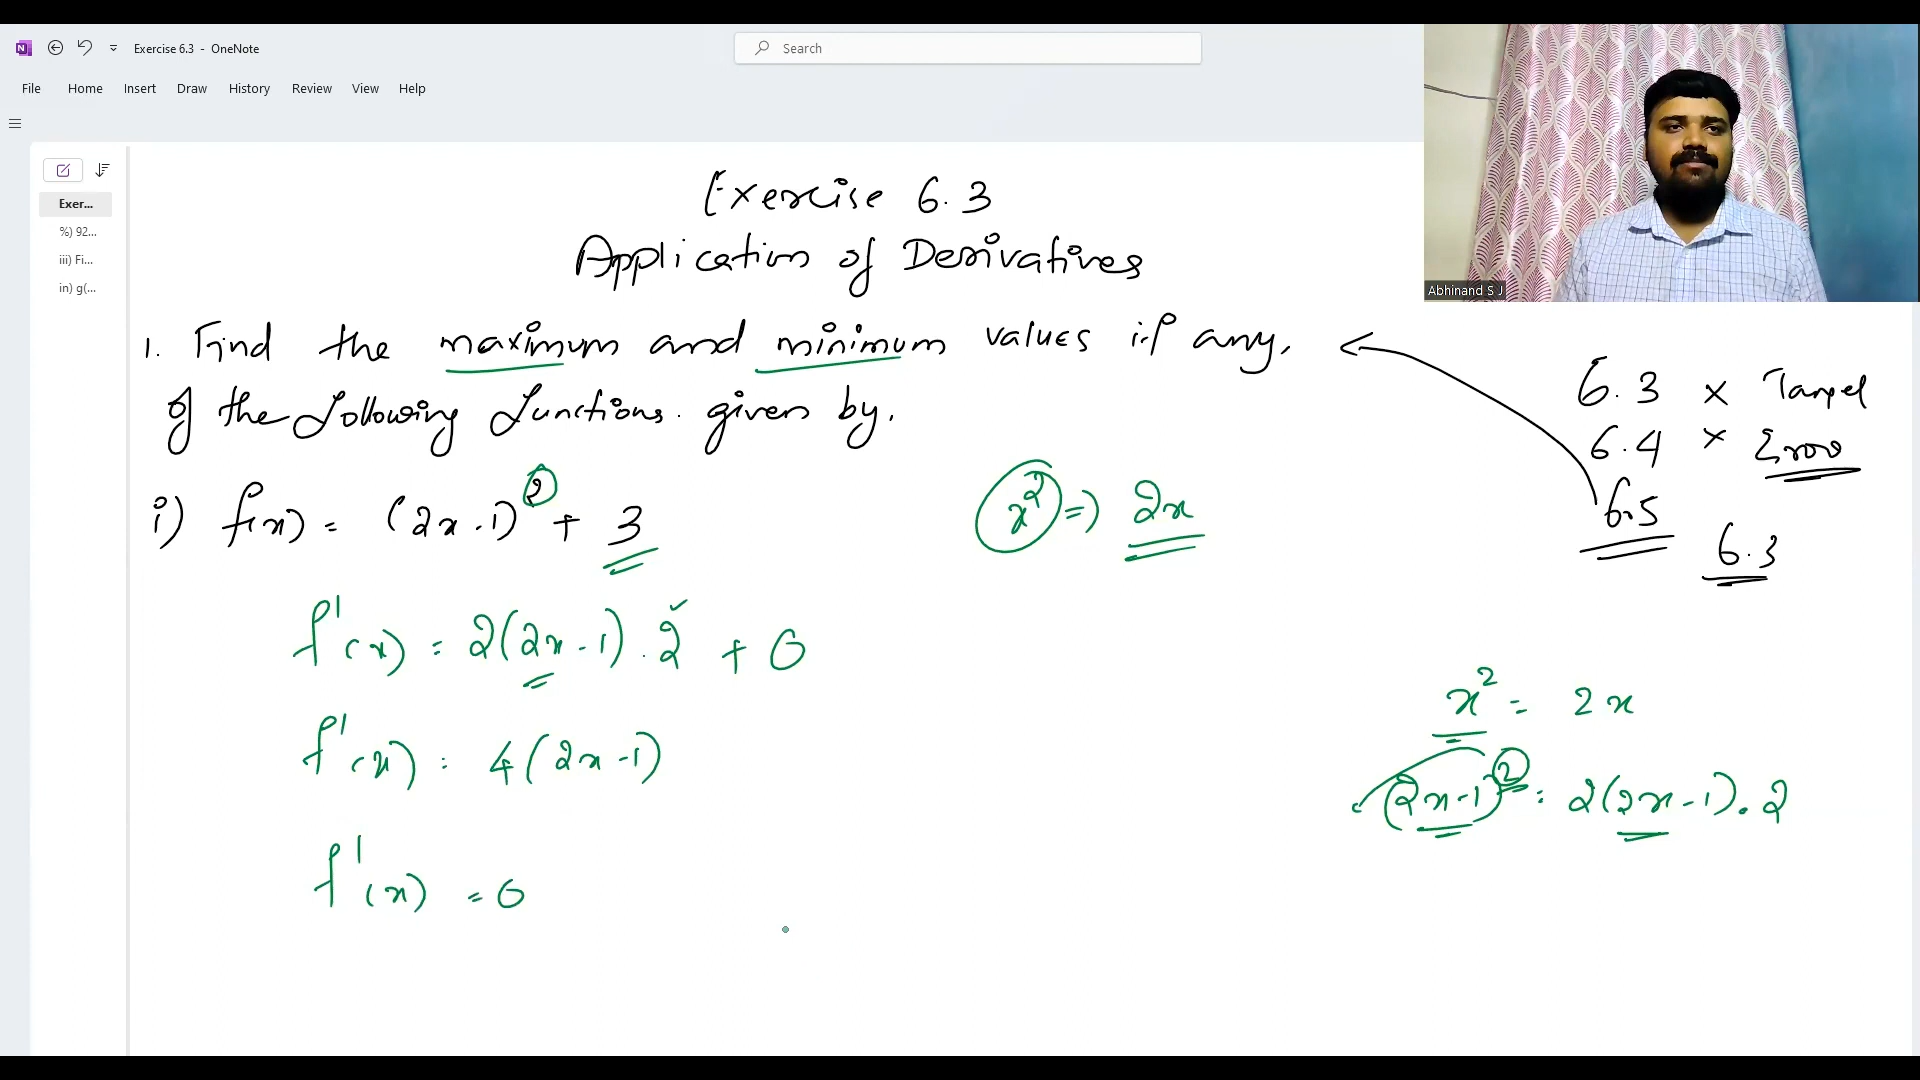 Exercise 6.3 - OneNote
Search
File Home Insert Draw History Review View Help
Exer...
%) 92...
iii) Fi...
in) g(...
Abhinand S J
Exercise 6.3
Application of Derivatives
1. Find the maximum and minimum values if any,
of the following functions. given by.
6.3 x
6.4 x
6.5
6.3
i) f(x) = (2x-1)² + 3
x² => 2x
f'(x) = 2(2x-1).2 + 0
f'(x) = 4(2x-1)
f'(x) = 0
x² = 2x
(2x-1)² = 2(2x-1).2